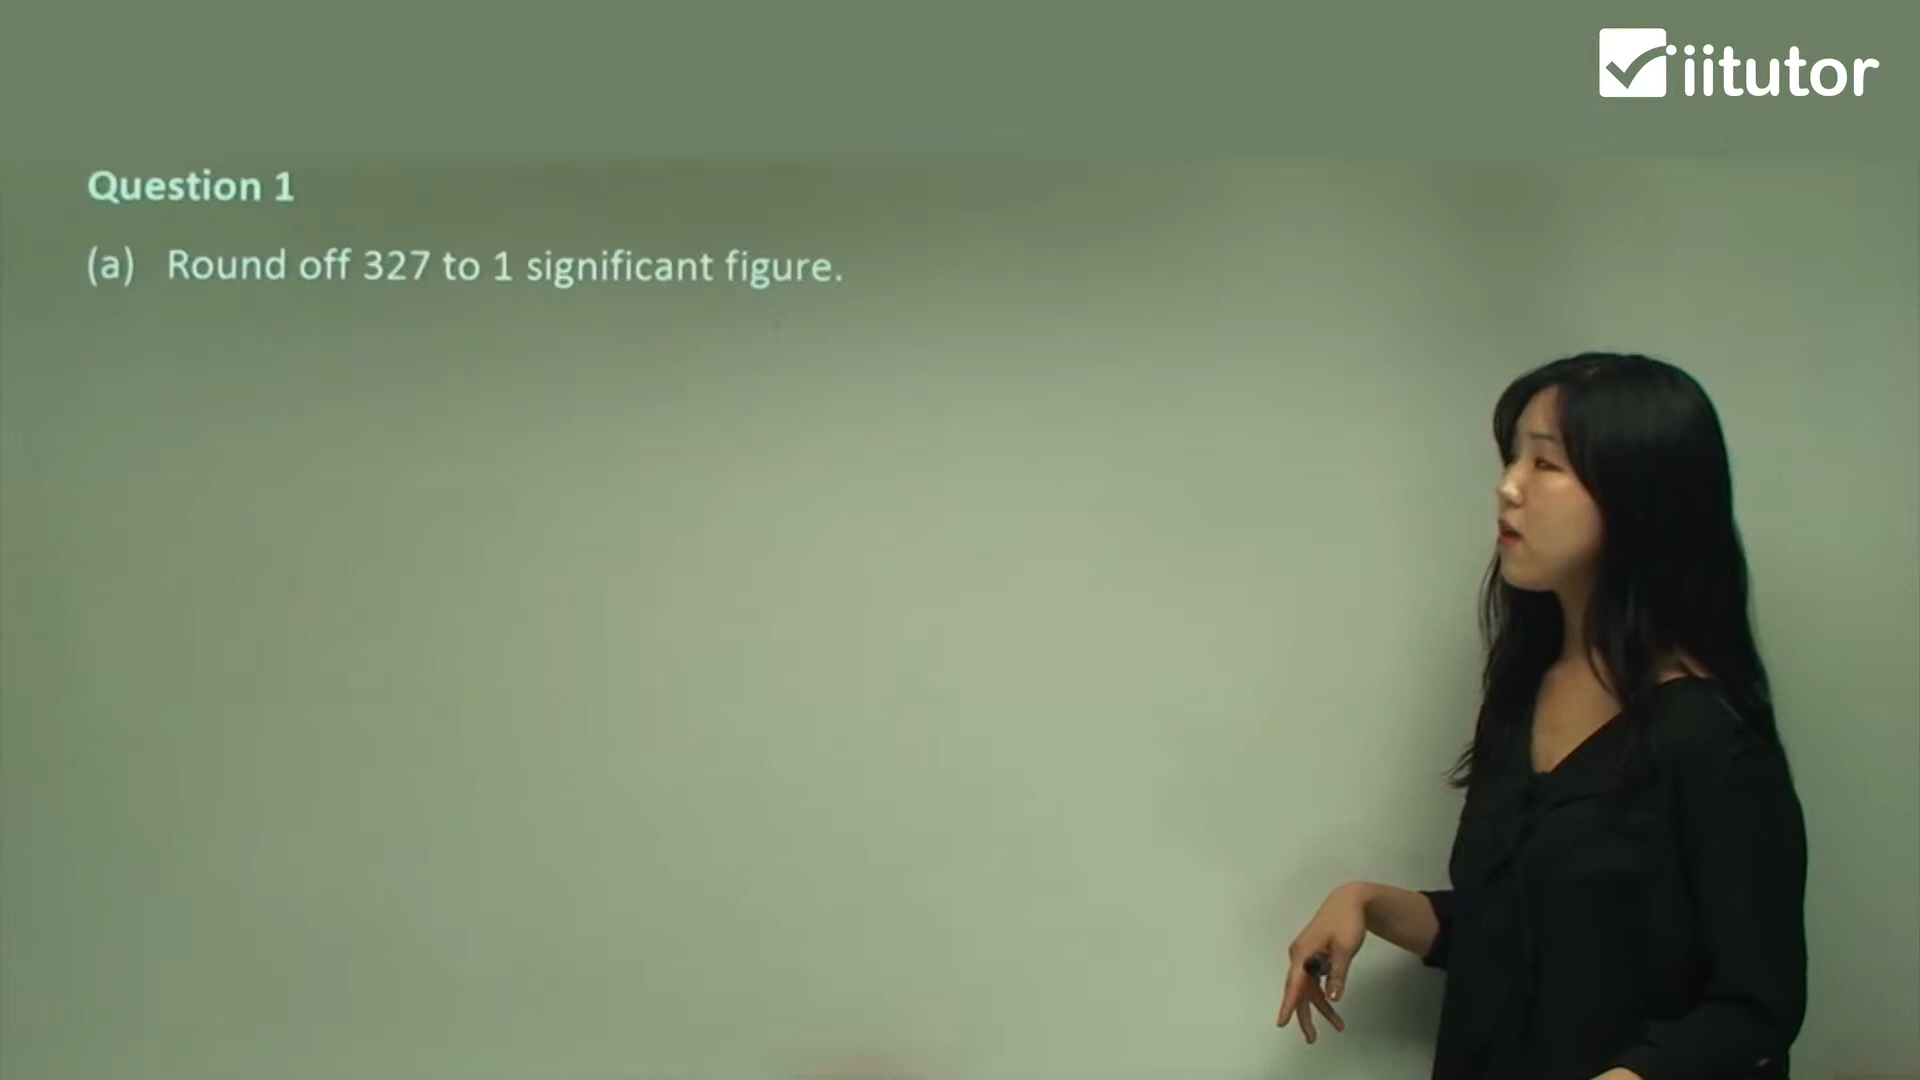 iitutor
Question 1
(a) Round off 327 to 1 significant figure.